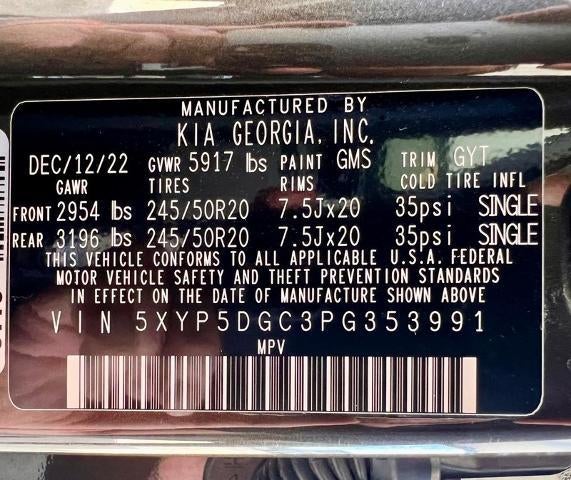 MANUFACTURED BY
KIA GEORGIA, INC.
DEC/12/22 GVWR 5917 lbs PAINT GMS TRIM GYT
GAWR TIRES RIMS COLD TIRE INFL
FRONT 2954 lbs 245/50R20 7.5Jx20 35psi SINGLE
REAR 3196 lbs 245/50R20 7.5Jx20 35psi SINGLE
THIS VEHICLE CONFORMS TO ALL APPLICABLE U.S.A. FEDERAL
MOTOR VEHICLE SAFETY AND THEFT PREVENTION STANDARDS
IN EFFECT ON THE DATE OF MANUFACTURE SHOWN ABOVE
VIN 5XYP5DGC3PG353991
MPV